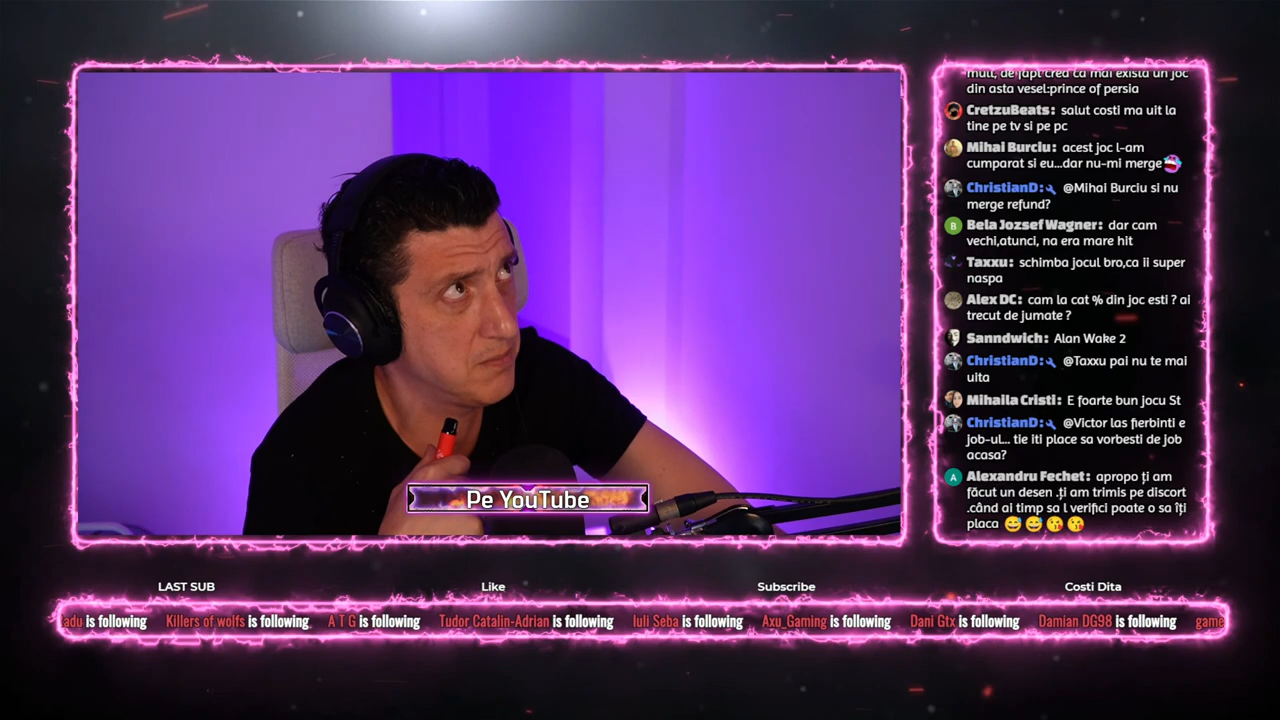 mult, de fapt cred ca mai exista un joc
din asta vesel:prince of persia
CretzuBeats: salut costi ma uit la
tine pe tv si pe pc
Mihai Burciu: acest joc l-am
cumparat si eu...dar nu-mi merge
ChristianD: @Mihai Burciu si nu
merge refund?
B
Bela Jozsef Wagner: dar cam
vechi,atunci, na era mare hit
Taxxu: schimba jocul bro,ca ii super
naspa
Alex DC: cam la cat % din joc esti ? ai
trecut de jumate ?
Sanndwich: Alan Wake 2
ChristianD: @Taxxu pai nu te mai
uita
Mihaila Cristi: E foarte bun jocu St
ChristianD: @Victor las fierbinti e
job-ul... tie iti place sa vorbesti de job
acasa?
A
Alexandru Fechet: apropo ți am
făcut un desen .ți am trimis pe discort
.când ai timp sa l verifici poate o sa îți
placa 😅 😅 😘 😘
Pe YouTube
LAST SUB Like Subscribe Costi Dita
adu is following Killers of wolfs is following A T G is following Tudor Catalin-Adrian is following Iuli Seba is following Axu_Gaming is following Dani Gtx is following Damian DG98 is following game